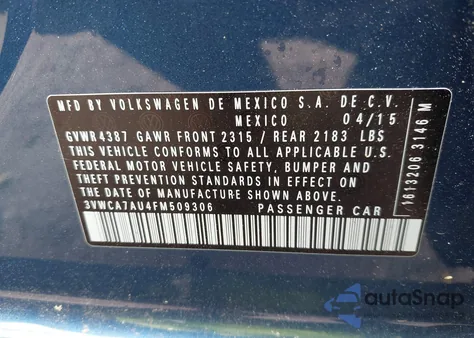 MFD BY VOLKSWAGEN DE MEXICO S.A. DE C.V.
MEXICO 04/15
GVWR 4387 GAWR FRONT 2315 / REAR 2183 LBS
THIS VEHICLE CONFORMS TO ALL APPLICABLE U.S.
FEDERAL MOTOR VEHICLE SAFETY, BUMPER AND
THEFT PREVENTION STANDARDS IN EFFECT ON
THE DATE OF MANUFACTURE SHOWN ABOVE.
3VWCA7AU4FM509306 PASSENGER CAR
1613206 3146 M
autoSnap